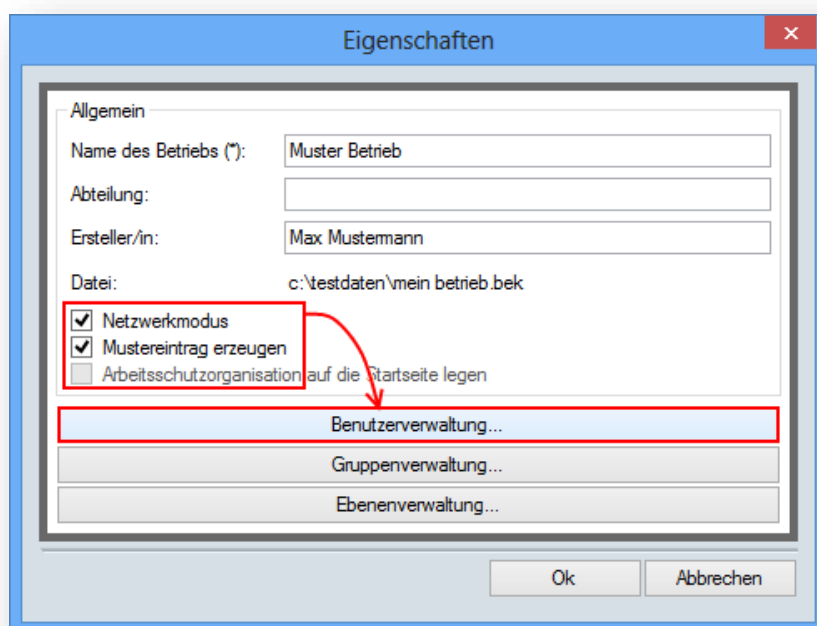 Eigenschaften
Allgemein
Name des Betriebs (*): Muster Betrieb
Abteilung:
Ersteller/in: Max Mustermann
Datei: c:\testdaten\mein betrieb.bek
Netzwerkmodus
Mustereintrag erzeugen
Arbeitsschutzorganisation auf die Startseite legen
Benutzerverwaltung...
Gruppenverwaltung...
Ebenenverwaltung...
Ok Abbrechen